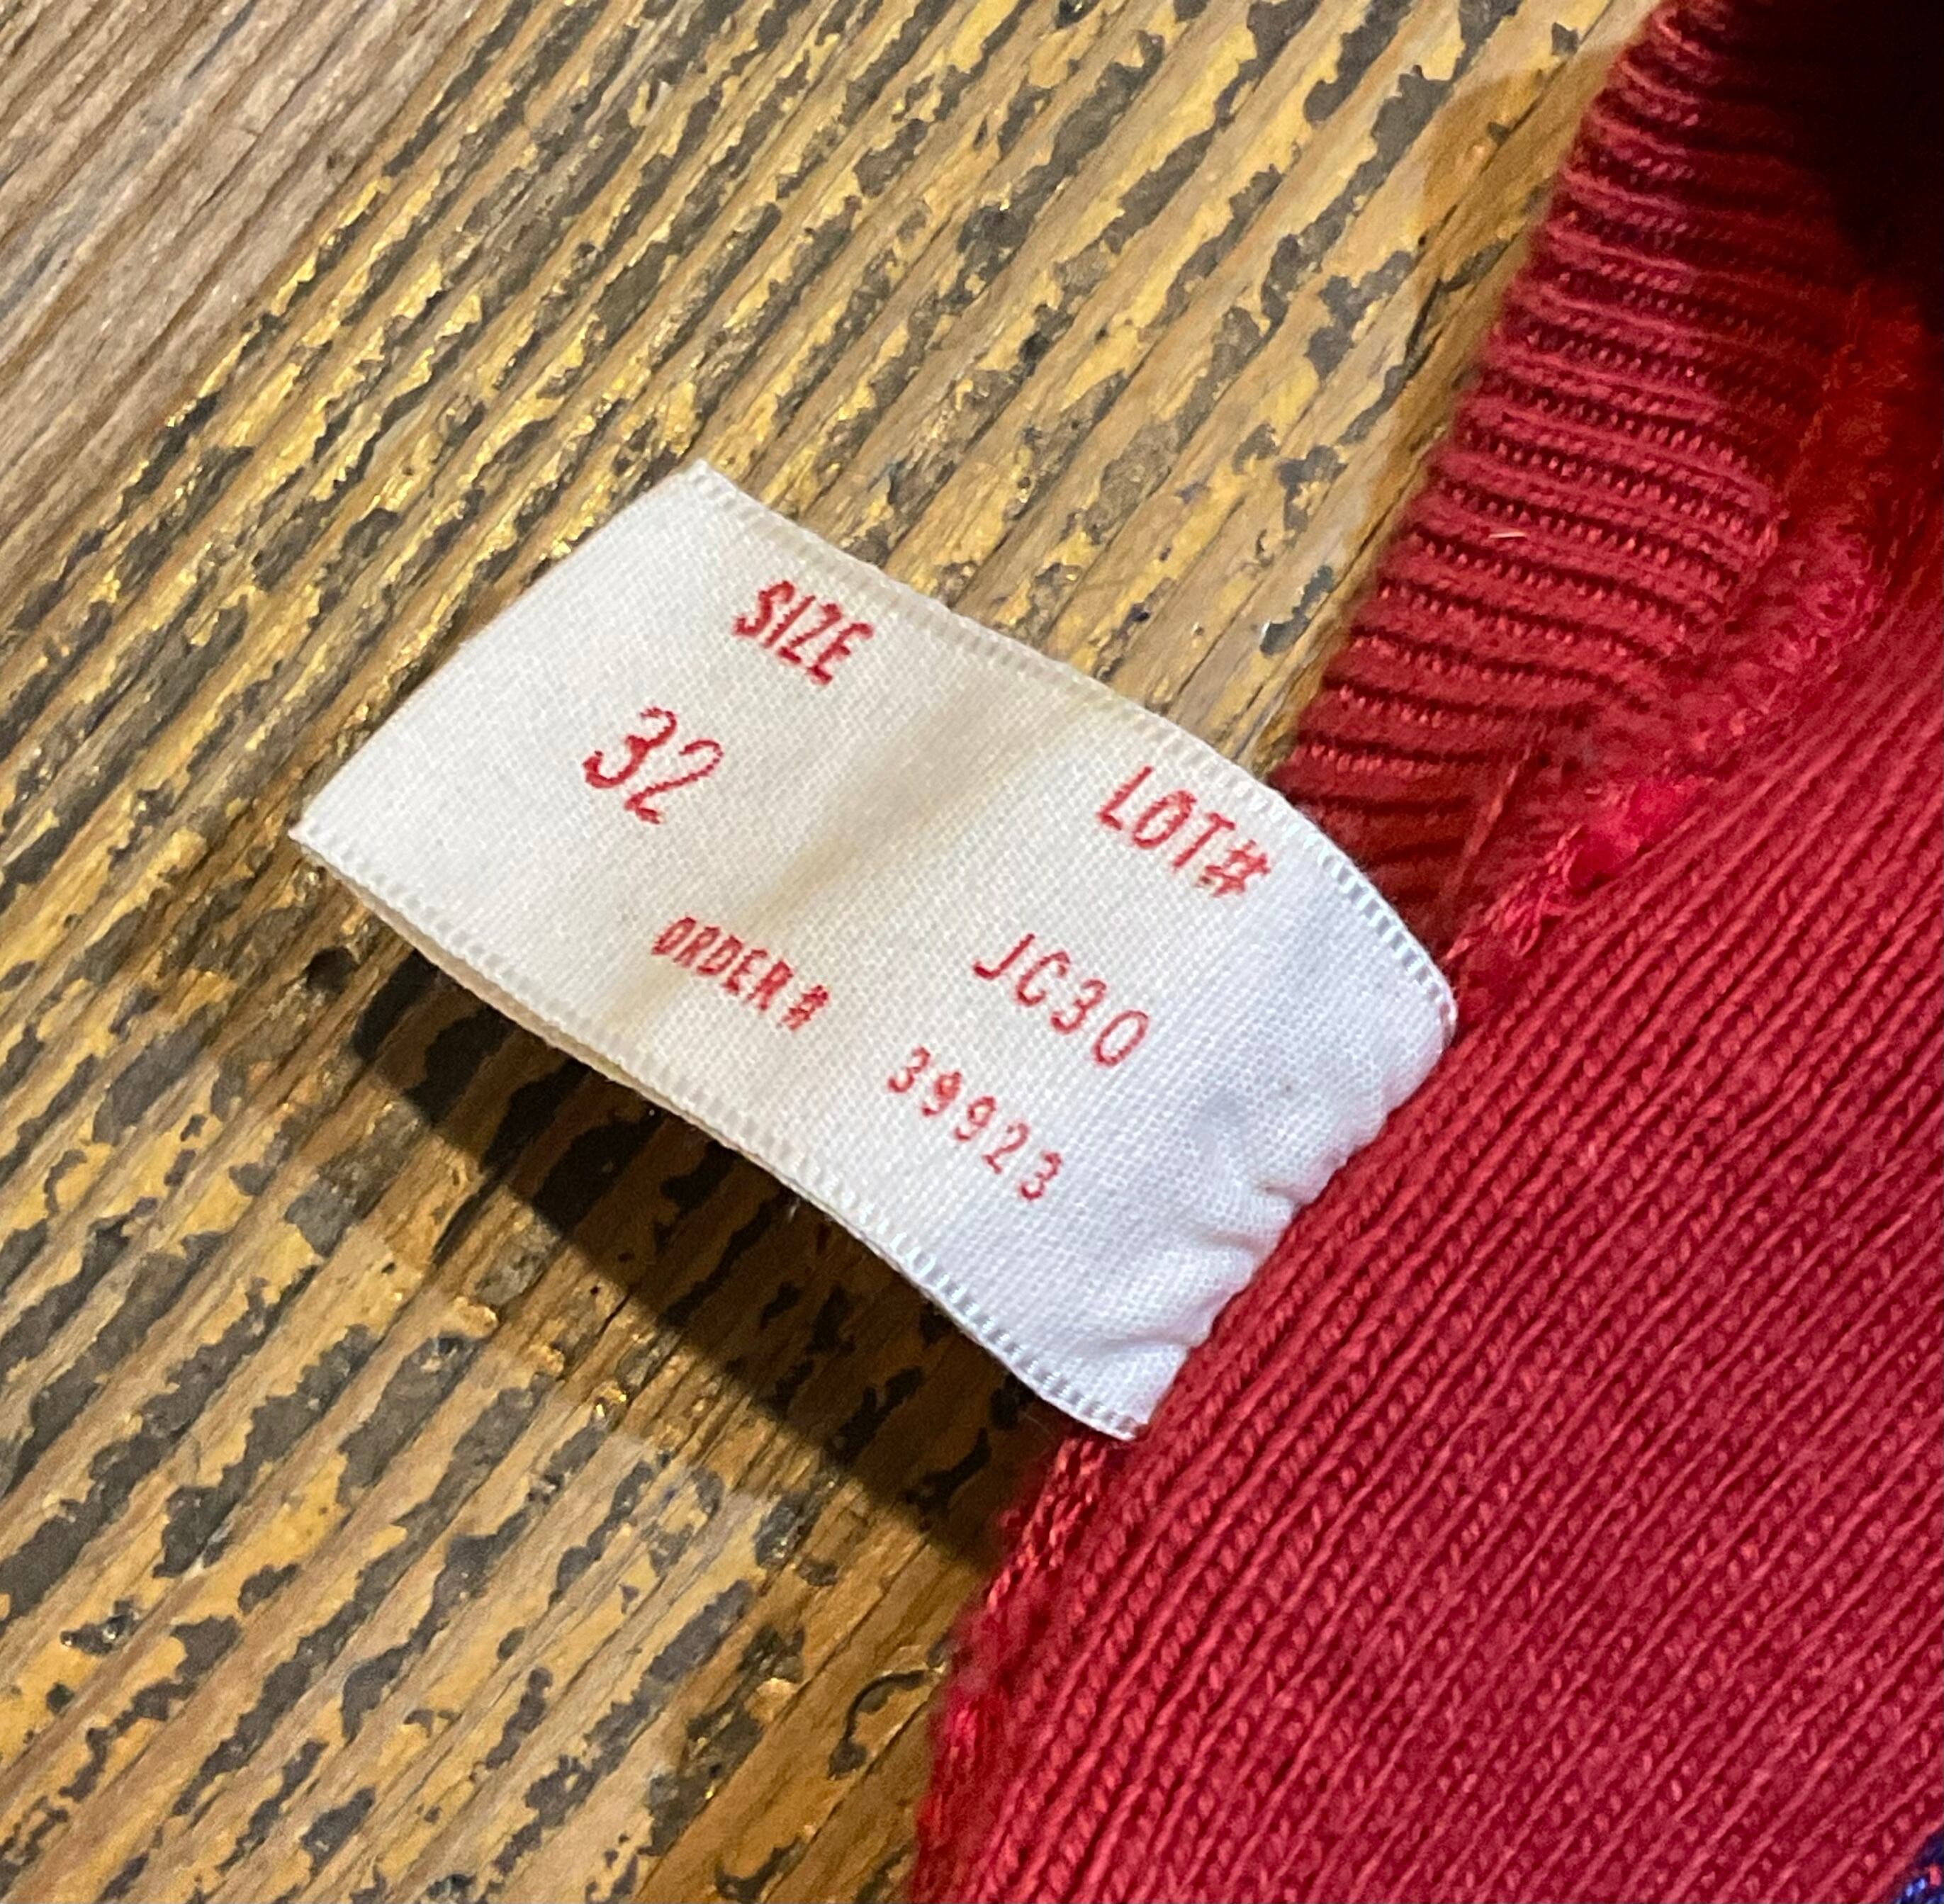 SIZE LOT#
32 JC30
ORDER# 39923